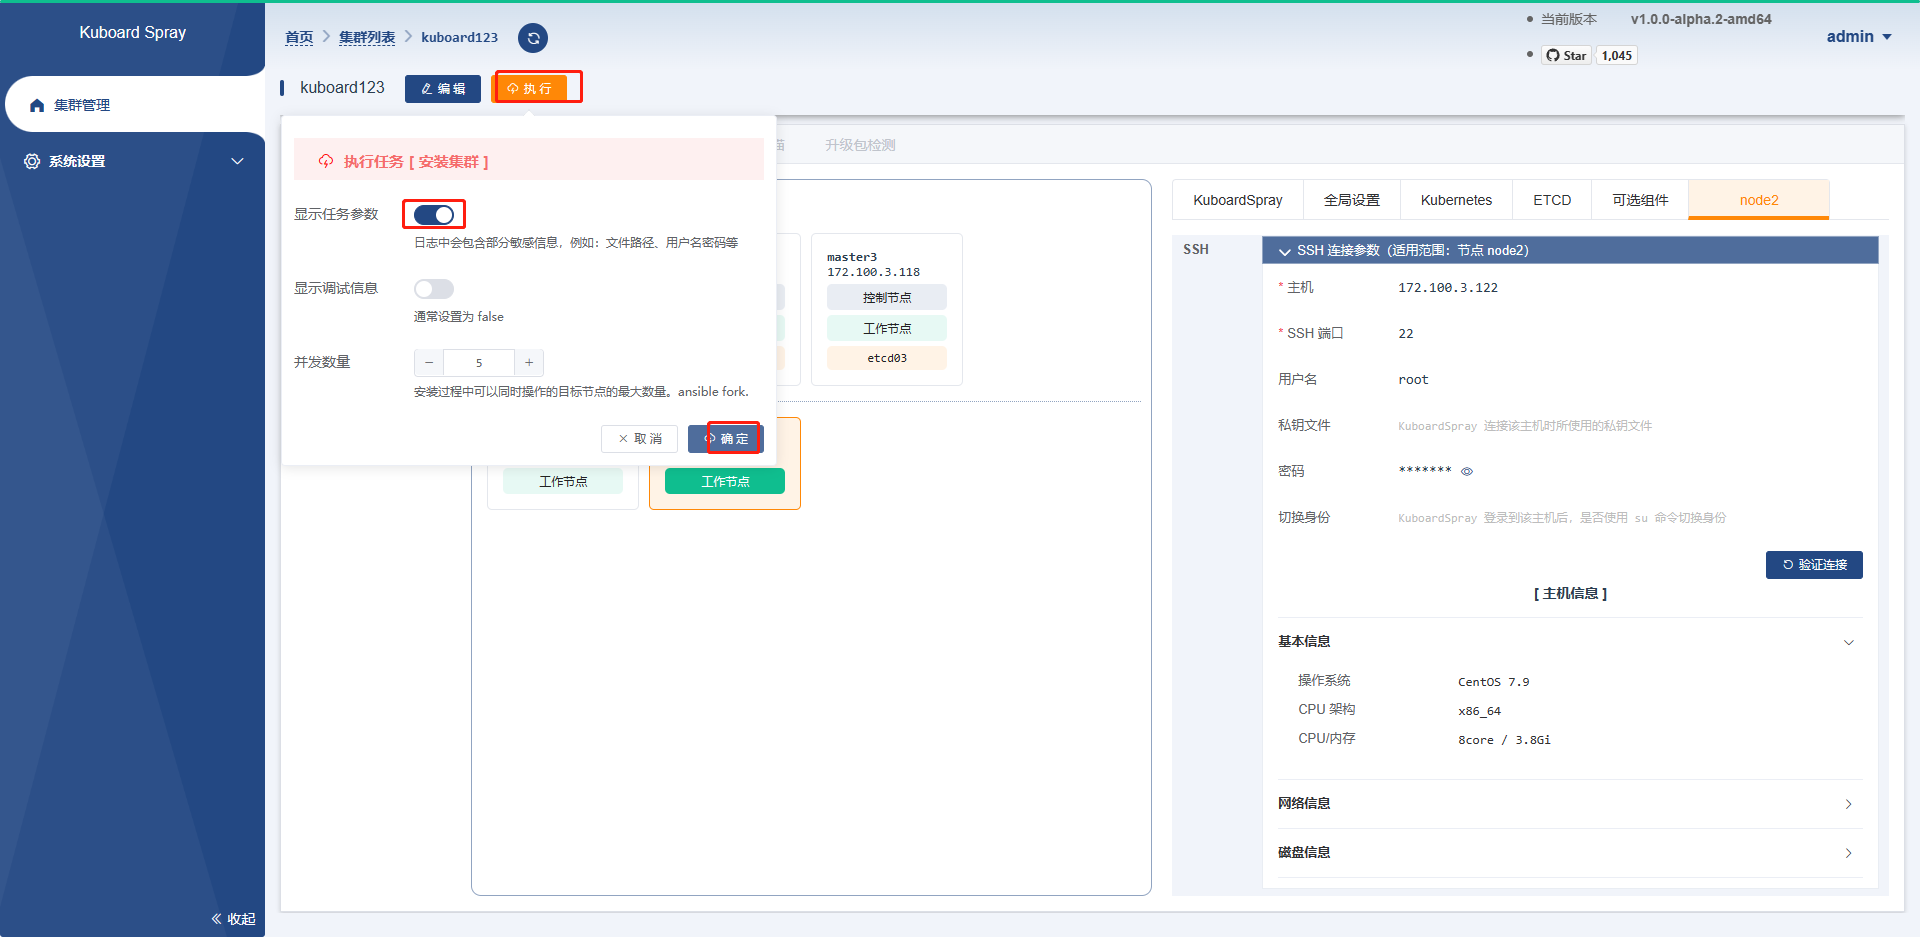 Kuboard Spray
集群管理
系统设置
收起
首页
集群列表
kuboard123
当前版本
v1.0.0-alpha.2-amd64
Star
1,045
admin
kuboard123
编 辑
执 行
升级包检测
执行任务 [ 安装集群 ]
显示任务参数
日志中会包含部分敏感信息，例如：文件路径、用户名密码等
显示调试信息
通常设置为 false
并发数量
5
安装过程中可以同时操作的目标节点的最大数量。ansible fork.
取 消
确 定
master3
172.100.3.118
控制节点
工作节点
etcd03
工作节点
工作节点
KuboardSpray
全局设置
Kubernetes
ETCD
可选组件
node2
SSH
SSH 连接参数（适用范围：节点 node2）
* 主机
172.100.3.122
* SSH 端口
22
用户名
root
私钥文件
KuboardSpray 连接该主机时所使用的私钥文件
密码
*******
切换身份
KuboardSpray 登录到该主机后，是否使用 su 命令切换身份
验证连接
[ 主机信息 ]
基本信息
操作系统
CentOS 7.9
CPU 架构
x86_64
CPU/内存
8core / 3.8Gi
网络信息
磁盘信息